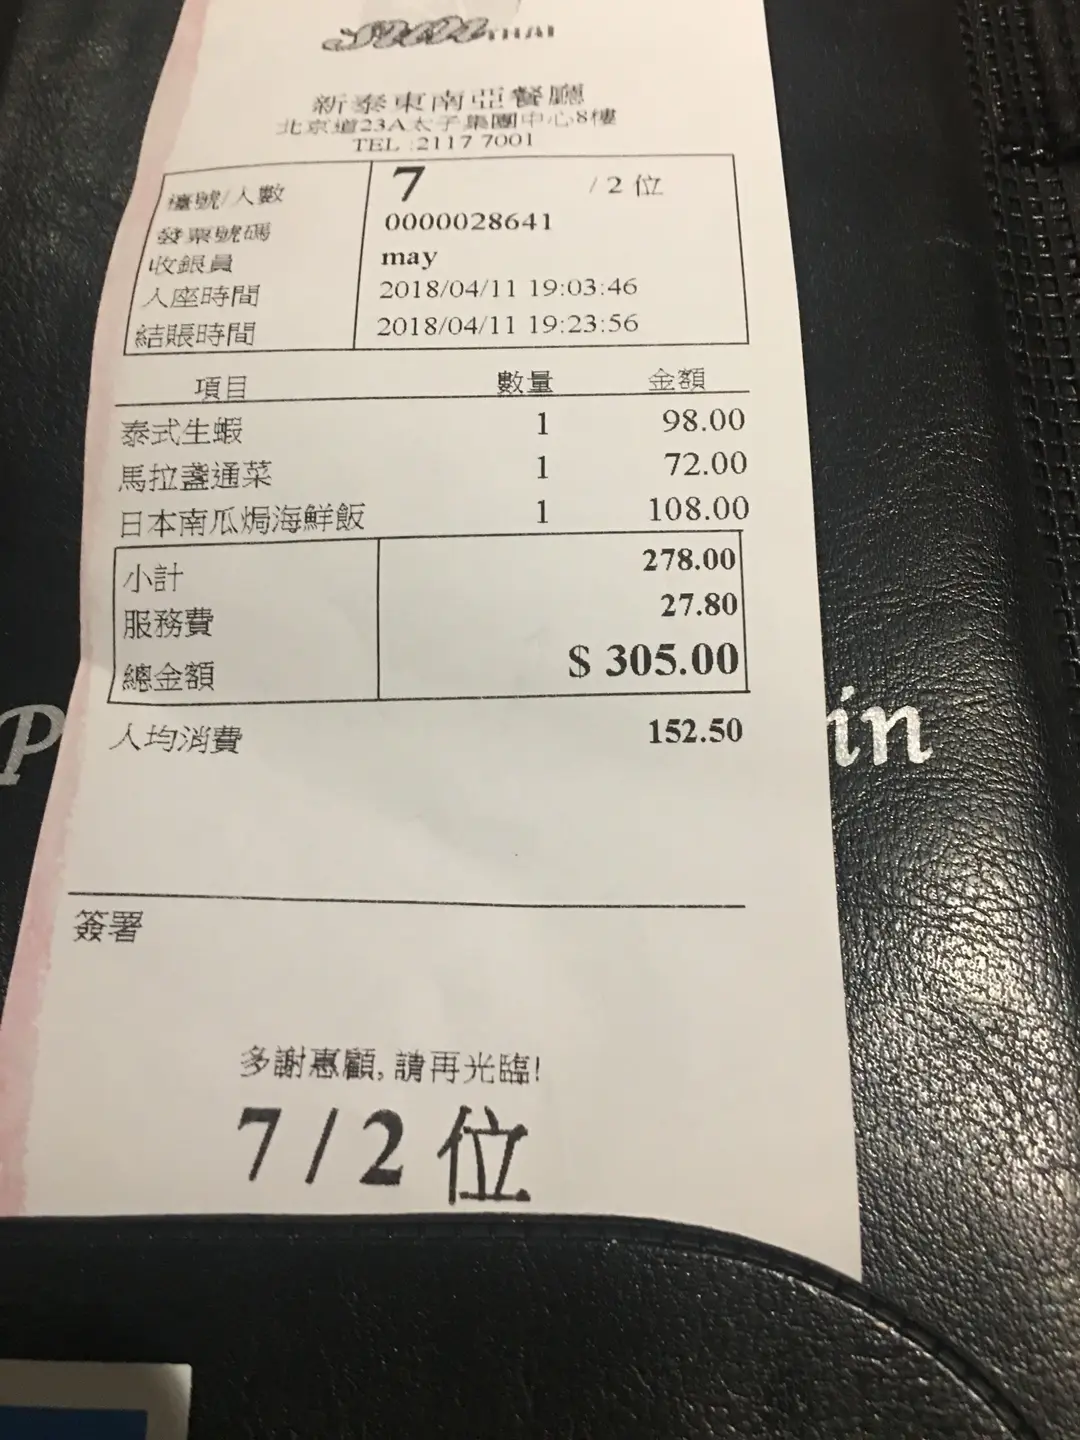 THAI
新泰東南亞餐廳
北京道23A太子集團中心8樓
TEL :2117 7001
檯號/人數 7 / 2 位
發票號碼 0000028641
收銀員 may
入座時間 2018/04/11 19:03:46
結賬時間 2018/04/11 19:23:56
項目 數量 金額
泰式生蝦 1 98.00
馬拉盞通菜 1 72.00
日本南瓜焗海鮮飯 1 108.00
小計 278.00
服務費 27.80
總金額 $ 305.00
人均消費 152.50
簽署
多謝惠顧, 請再光臨!
7 / 2 位